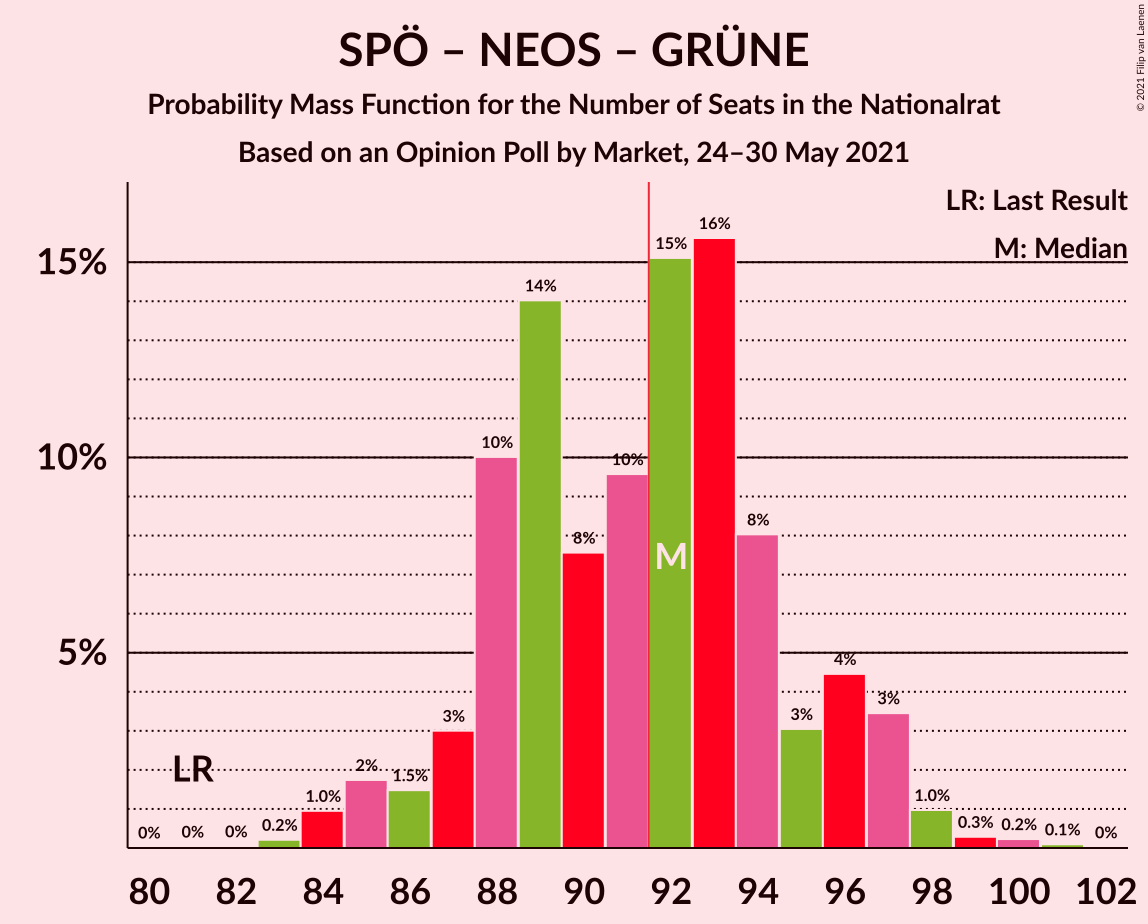 SPÖ – NEOS – GRÜNE
Probability Mass Function for the Number of Seats in the Nationalrat
Based on an Opinion Poll by Market, 24–30 May 2021
© 2021 Filip van Laenen
LR: Last Result
M: Median
15%
10%
5%
0%
0%
0%
0.2%
1.0%
2%
1.5%
3%
10%
14%
8%
10%
15%
16%
8%
3%
4%
3%
1.0%
0.3%
0.2%
0.1%
0%
LR
M
80 82 84 86 88 90 92 94 96 98 100 102